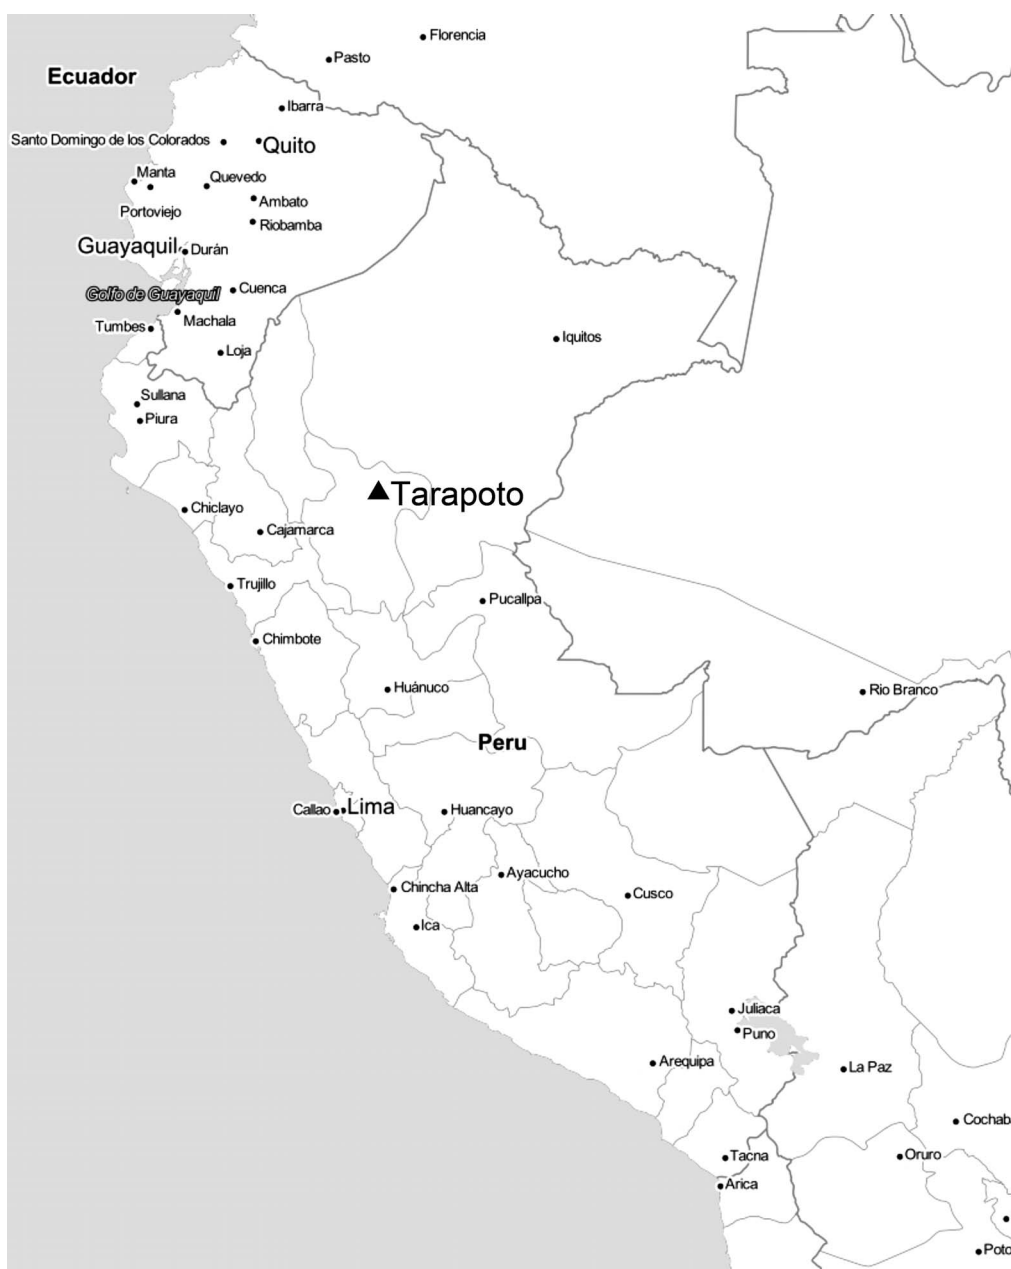 Florencia
Pasto
Ecuador
Ibarra
Santo Domingo de los Colorados
Quito
Manta
Quevedo
Portoviejo
Ambato
Riobamba
Guayaquil
Durán
Golfo de Guayaquil
Cuenca
Machala
Tumbes
Loja
Iquitos
Sullana
Piura
Tarapoto
Chiclayo
Cajamarca
Trujillo
Pucallpa
Chimbote
Huánuco
Rio Branco
Peru
Callao
Lima
Huancayo
Ayacucho
Chincha Alta
Cusco
Ica
Juliaca
Puno
Arequipa
La Paz
Cochab
Tacna
Oruro
Arica
Poto